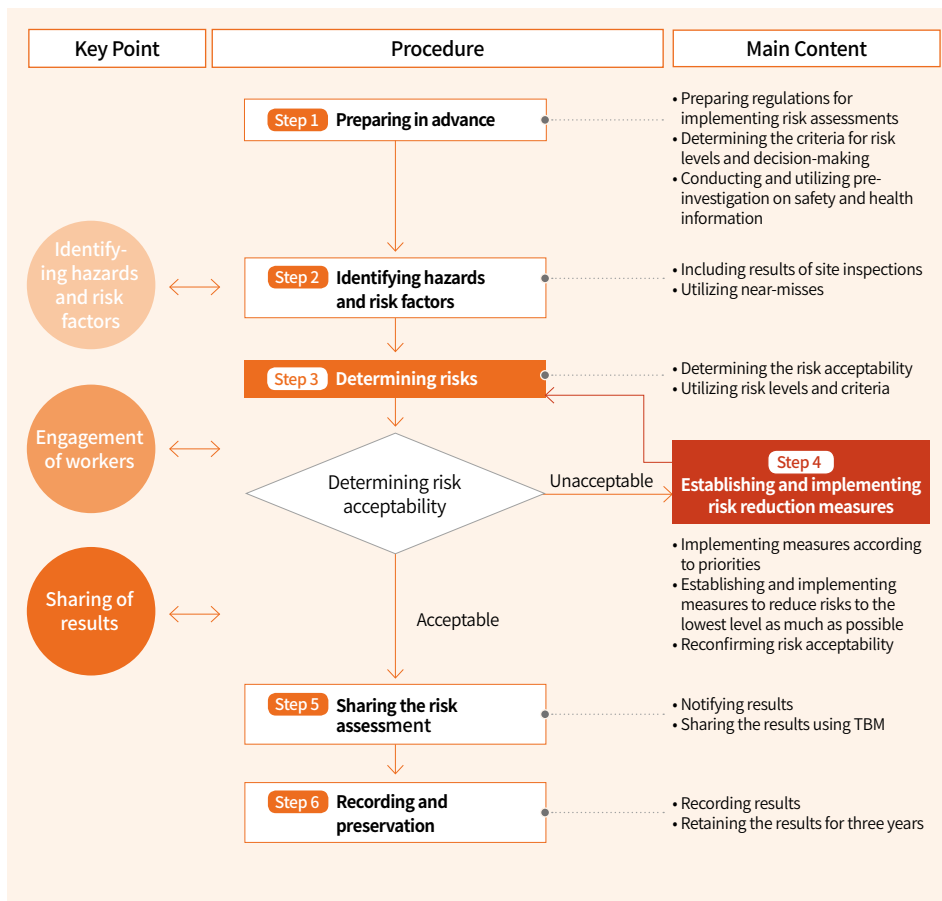 Key Point
Procedure
Main Content
Step 1
Preparing in advance
• Preparing regulations for
implementing risk assessments
• Determining the criteria for risk
levels and decision-making
• Conducting and utilizing pre-
investigation on safety and health
information
Identify-
ing hazards
and risk
factors
Step 2
Identifying hazards
and risk factors
• Including results of site inspections
• Utilizing near-misses
Step 3
Determining risks
• Determining the risk acceptability
• Utilizing risk levels and criteria
Engagement
of workers
Determining risk
acceptability
Unacceptable
Step 4
Establishing and implementing
risk reduction measures
• Implementing measures according
to priorities
• Establishing and implementing
measures to reduce risks to the
lowest level as much as possible
• Reconfirming risk acceptability
Sharing of
results
Acceptable
Step 5
Sharing the risk
assessment
• Notifying results
• Sharing the results using TBM
Step 6
Recording and
preservation
• Recording results
• Retaining the results for three years